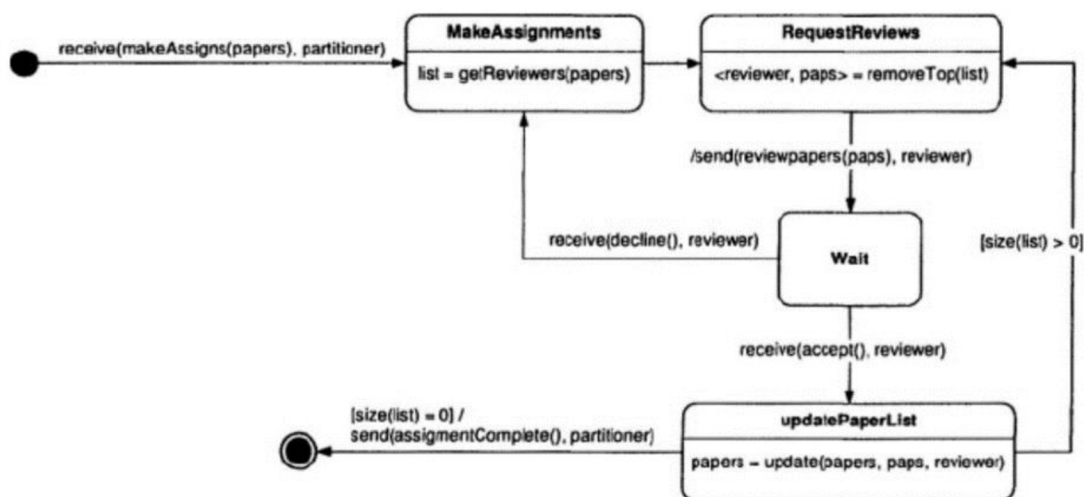 receive(makeAssigns(papers), partitioner)
MakeAssignments
list = getReviewers(papers)
RequestReviews
<reviewer, paps> = removeTop(list)
/send(reviewpapers(paps), reviewer)
receive(decline(), reviewer)
Wait
[size(list) > 0]
receive(accept(), reviewer)
[size(list) = 0] /
send(assigmentComplete(), partitioner)
updatePaperList
papers = update(papers, paps, reviewer)